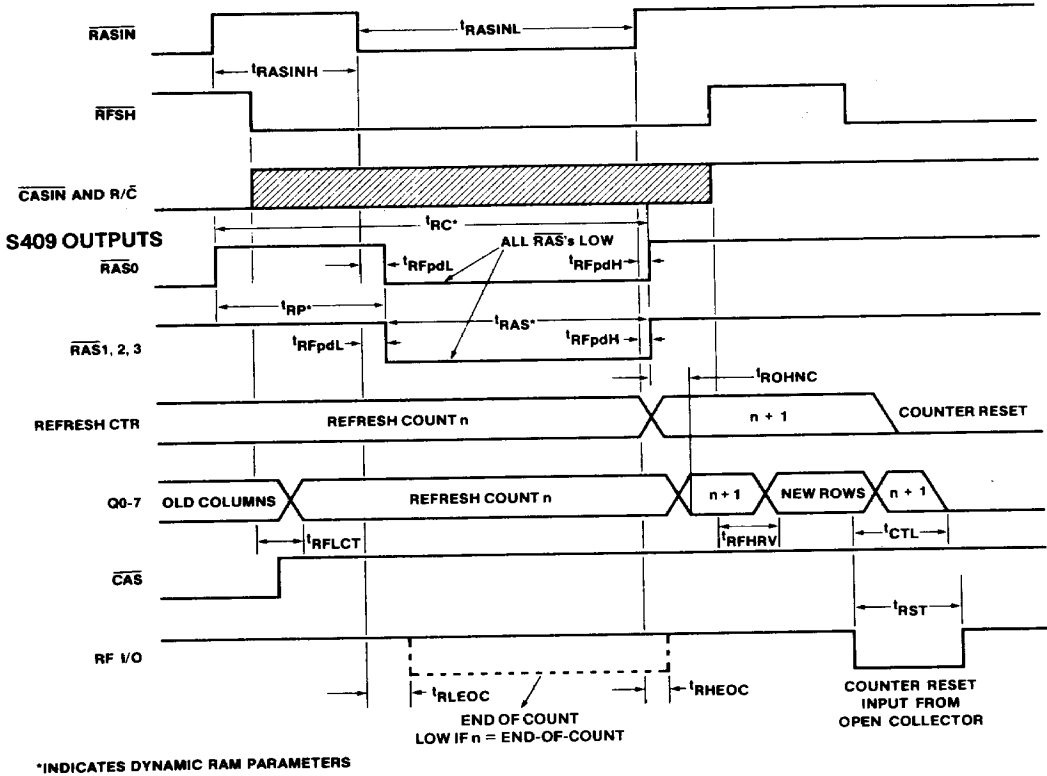 RASIN
tRASINL
tRASINH
RFSH
CASIN AND R/C̄
tRC*
S409 OUTPUTS
ALL RAS's LOW
RAS0
tRFpdL
tRFpdH
tRP*
tRAS*
RAS1, 2, 3
tRFpdL
tRFpdH
tROHNC
REFRESH CTR
REFRESH COUNT n
n + 1
COUNTER RESET
Q0-7
OLD COLUMNS
REFRESH COUNT n
n + 1
NEW ROWS
n + 1
tRFLCT
tRFHRV
tCTL
CAS
tRST
RF I/O
tRLEOC
tRHEOC
END OF COUNT
LOW IF n = END-OF-COUNT
COUNTER RESET
INPUT FROM
OPEN COLLECTOR
*INDICATES DYNAMIC RAM PARAMETERS